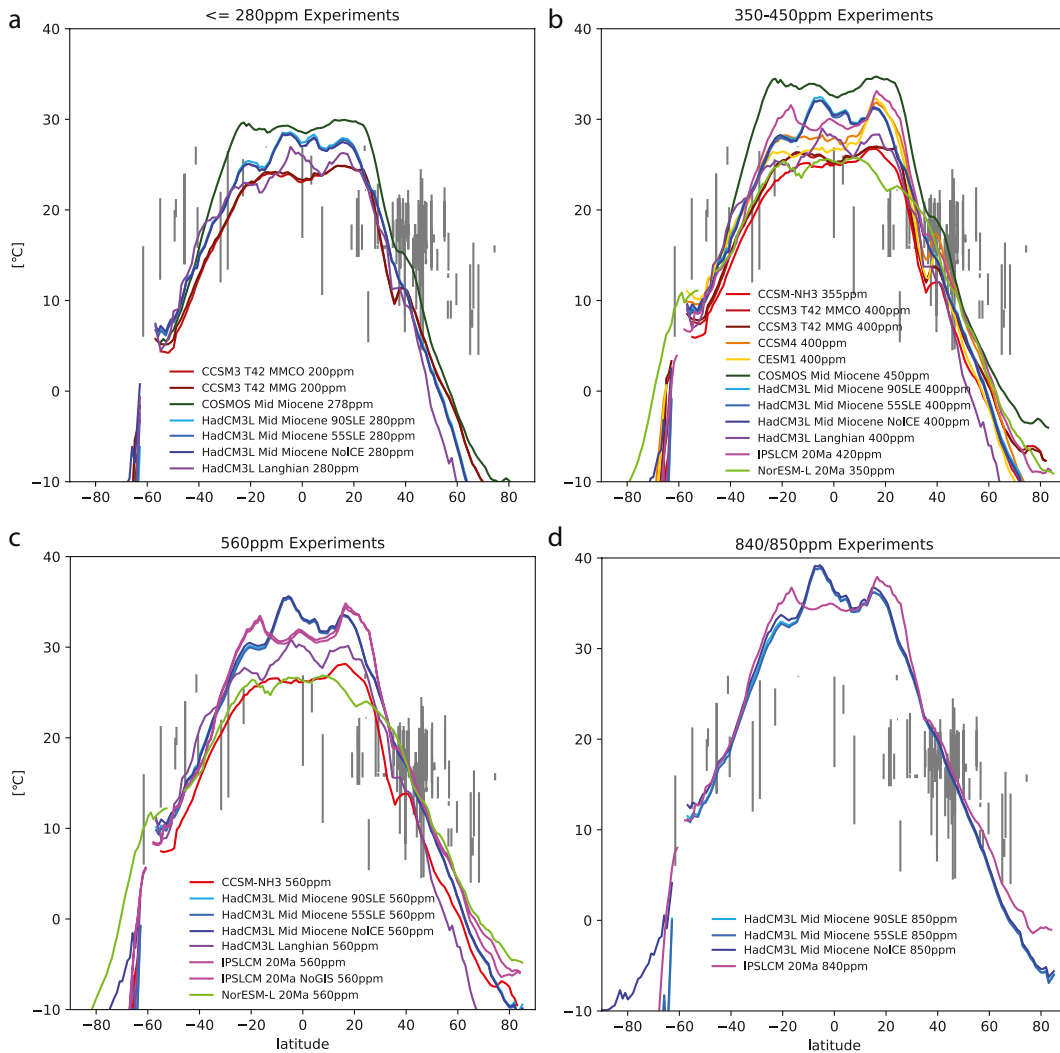 a
<= 280ppm Experiments
40
30
20
10
0
−10
[°C]
−80
−60
−40
−20
0
20
40
60
80
CCSM3 T42 MMCO 200ppm
CCSM3 T42 MMG 200ppm
COSMOS Mid Miocene 278ppm
HadCM3L Mid Miocene 90SLE 280ppm
HadCM3L Mid Miocene 55SLE 280ppm
HadCM3L Mid Miocene NoICE 280ppm
HadCM3L Langhian 280ppm
b
350-450ppm Experiments
40
30
20
10
0
−10
−80
−60
−40
−20
0
20
40
60
80
CCSM-NH3 355ppm
CCSM3 T42 MMCO 400ppm
CCSM3 T42 MMG 400ppm
CCSM4 400ppm
CESM1 400ppm
COSMOS Mid Miocene 450ppm
HadCM3L Mid Miocene 90SLE 400ppm
HadCM3L Mid Miocene 55SLE 400ppm
HadCM3L Mid Miocene NoICE 400ppm
HadCM3L Langhian 400ppm
IPSLCM 20Ma 420ppm
NorESM-L 20Ma 350ppm
c
560ppm Experiments
40
30
20
10
0
−10
[°C]
−80
−60
−40
−20
0
20
40
60
80
latitude
CCSM-NH3 560ppm
HadCM3L Mid Miocene 90SLE 560ppm
HadCM3L Mid Miocene 55SLE 560ppm
HadCM3L Mid Miocene NoICE 560ppm
HadCM3L Langhian 560ppm
IPSLCM 20Ma 560ppm
IPSLCM 20Ma NoGIS 560ppm
NorESM-L 20Ma 560ppm
d
840/850ppm Experiments
40
30
20
10
0
−10
−80
−60
−40
−20
0
20
40
60
80
latitude
HadCM3L Mid Miocene 90SLE 850ppm
HadCM3L Mid Miocene 55SLE 850ppm
HadCM3L Mid Miocene NoICE 850ppm
IPSLCM 20Ma 840ppm